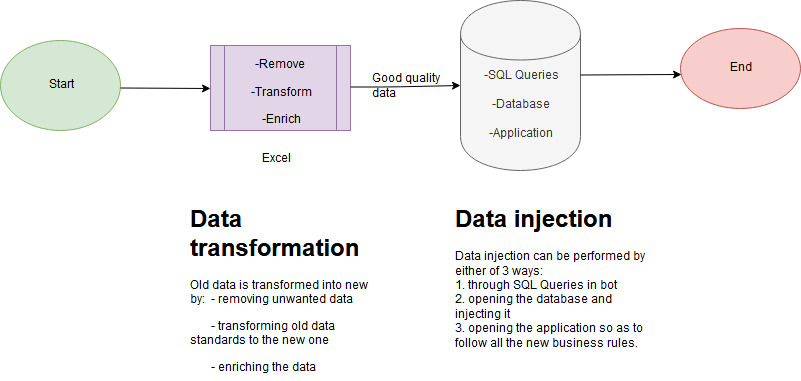 Start
-Remove
-Transform
-Enrich
Excel
Good quality
data
-SQL Queries
-Database
-Application
End
Data
transformation
Old data is transformed into new
by:  - removing unwanted data
- transforming old data
standards to the new one
- enriching the data
Data injection
Data injection can be performed by
either of 3 ways:
1. through SQL Queries in bot
2. opening the database and
injecting it
3. opening the application so as to
follow all the new business rules.